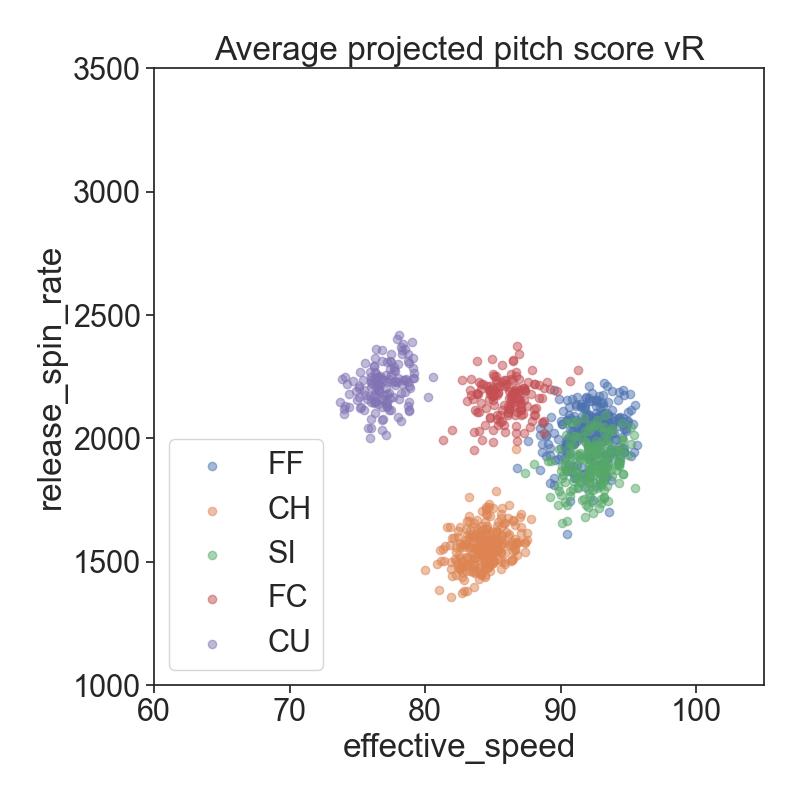 Average projected pitch score vR
3500
3000
2500
2000
1500
1000
release_spin_rate
FF
CH
SI
FC
CU
60
70
80
90
100
effective_speed